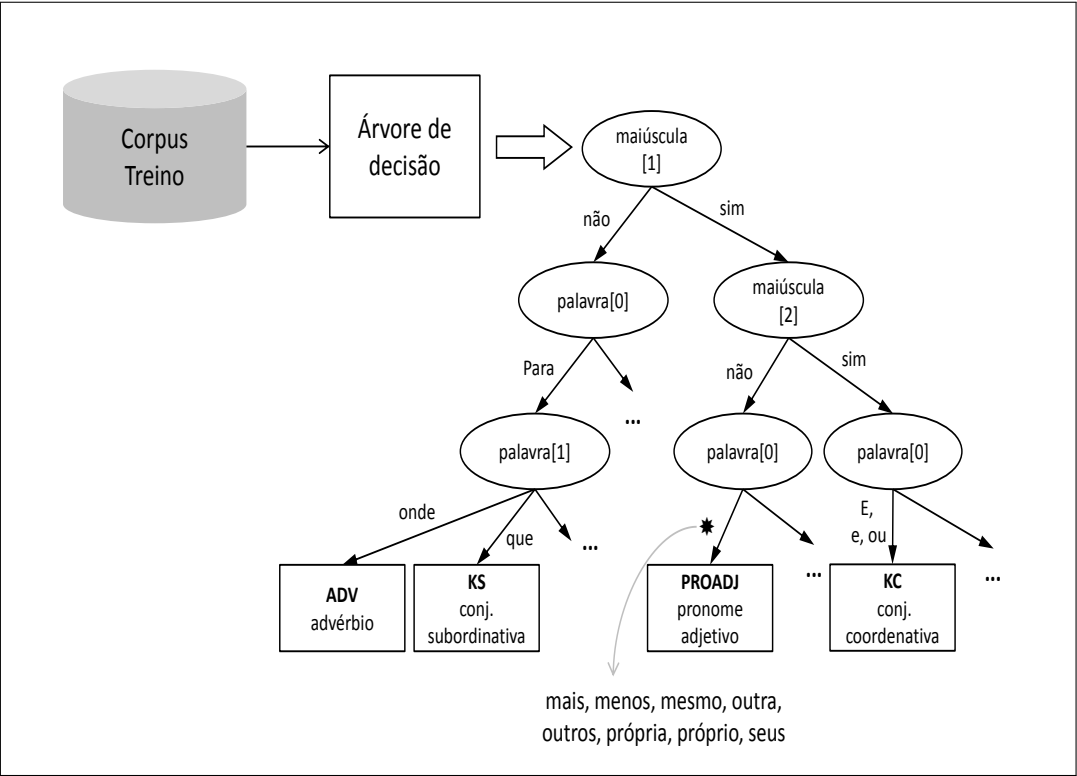 Corpus
Treino
Árvore de
decisão
maiúscula
[1]
não
sim
palavra[0]
maiúscula
[2]
Para
...
não
sim
palavra[1]
palavra[0]
palavra[0]
onde
que
...
...
E,
e, ou
...
ADV
advérbio
KS
conj.
subordinativa
PROADJ
pronome
adjetivo
KC
conj.
coordenativa
mais, menos, mesmo, outra,
outros, própria, próprio, seus